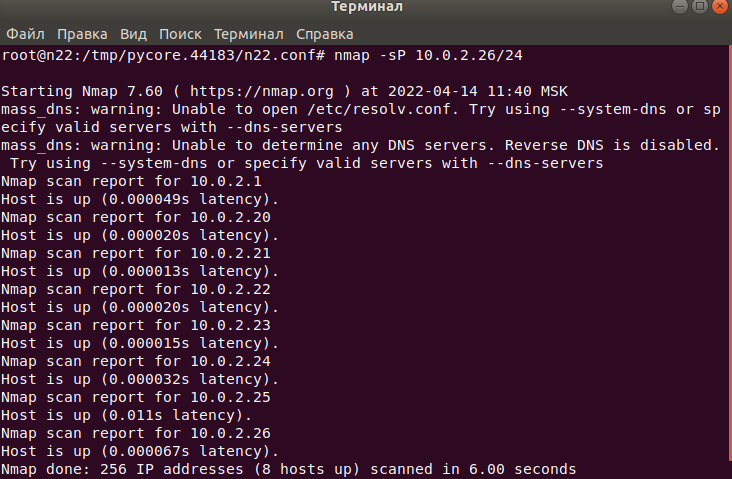 Терминал
Файл Правка Вид Поиск Терминал Справка
root@n22:/tmp/pycore.44183/n22.conf# nmap -sP 10.0.2.26/24
Starting Nmap 7.60 ( https://nmap.org ) at 2022-04-14 11:40 MSK
mass_dns: warning: Unable to open /etc/resolv.conf. Try using --system-dns or sp
ecify valid servers with --dns-servers
mass_dns: warning: Unable to determine any DNS servers. Reverse DNS is disabled.
 Try using --system-dns or specify valid servers with --dns-servers
Nmap scan report for 10.0.2.1
Host is up (0.000049s latency).
Nmap scan report for 10.0.2.20
Host is up (0.000020s latency).
Nmap scan report for 10.0.2.21
Host is up (0.000013s latency).
Nmap scan report for 10.0.2.22
Host is up (0.000020s latency).
Nmap scan report for 10.0.2.23
Host is up (0.000015s latency).
Nmap scan report for 10.0.2.24
Host is up (0.000032s latency).
Nmap scan report for 10.0.2.25
Host is up (0.011s latency).
Nmap scan report for 10.0.2.26
Host is up (0.000067s latency).
Nmap done: 256 IP addresses (8 hosts up) scanned in 6.00 seconds